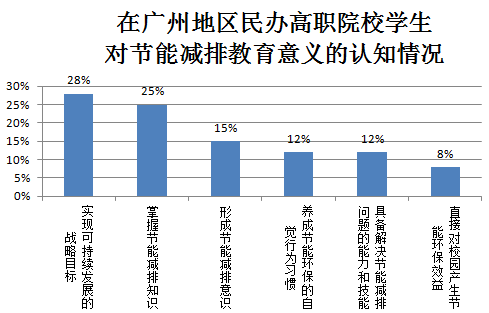 在广州地区民办高职院校学生
对节能减排教育意义的认知情况
30%
25%
20%
15%
10%
5%
0%
28%
25%
15%
12%
12%
8%
实现可持续发展的
战略目标
掌握节能减排知识
形成节能减排意识
养成节能环保的自
觉行为习惯
具备解决节能减排
问题的能力和技能
直接对校园产生节
能环保效益